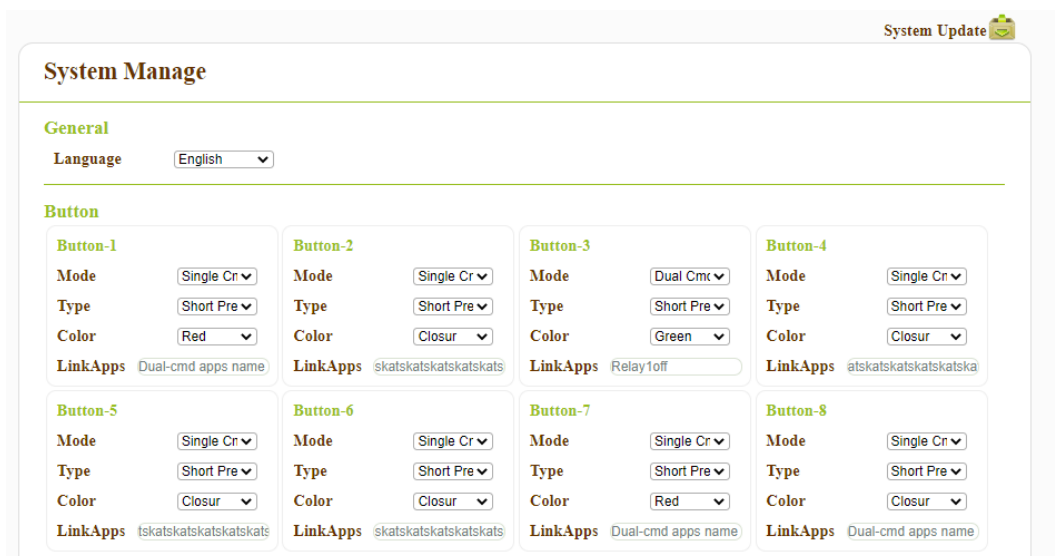 System Update
System Manage
General
Language English
Button
Button-1 Button-2 Button-3 Button-4
Mode Single Cr Mode Single Cr Mode Dual Cmc Mode Single Cr
Type Short Pre Type Short Pre Type Short Pre Type Short Pre
Color Red Color Closur Color Green Color Closur
LinkApps Dual-cmd apps name LinkApps skatskatskatskatskats LinkApps Relay1off LinkApps atskatskatskatskatska
Button-5 Button-6 Button-7 Button-8
Mode Single Cr Mode Single Cr Mode Single Cr Mode Single Cr
Type Short Pre Type Short Pre Type Short Pre Type Short Pre
Color Closur Color Closur Color Red Color Closur
LinkApps tskatskatskatskatskats LinkApps skatskatskatskatskats LinkApps Dual-cmd apps name LinkApps Dual-cmd apps name